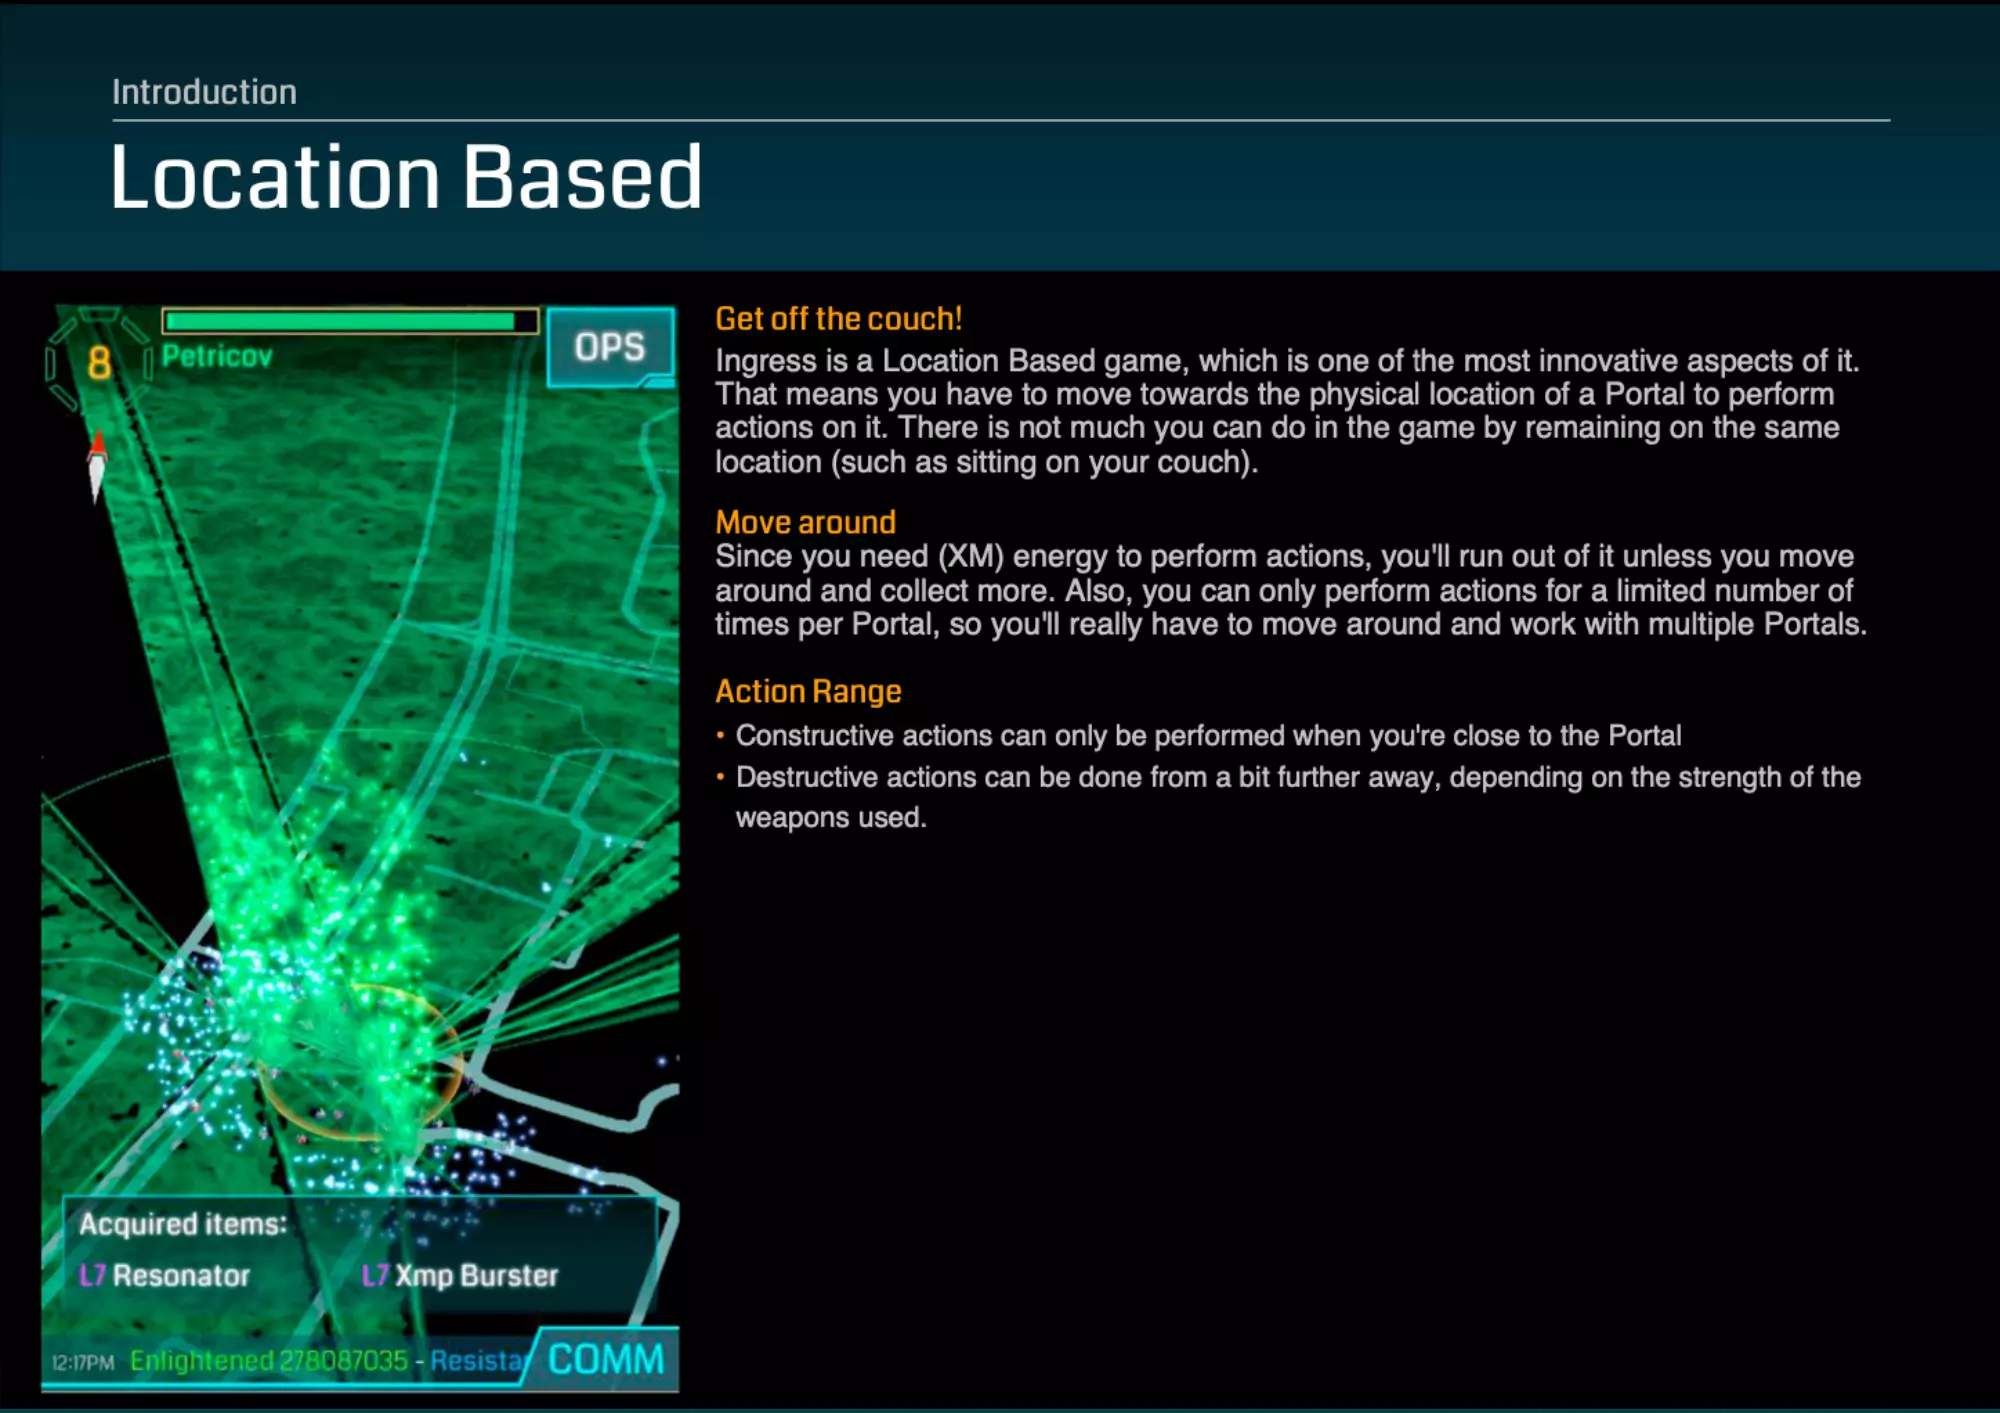 Introduction
Location Based
8
Petricov
OPS
Get off the couch!
Ingress is a Location Based game, which is one of the most innovative aspects of it.
That means you have to move towards the physical location of a Portal to perform
actions on it. There is not much you can do in the game by remaining on the same
location (such as sitting on your couch).
Move around
Since you need (XM) energy to perform actions, you'll run out of it unless you move
around and collect more. Also, you can only perform actions for a limited number of
times per Portal, so you'll really have to move around and work with multiple Portals.
Action Range
• Constructive actions can only be performed when you're close to the Portal
• Destructive actions can be done from a bit further away, depending on the strength of the
weapons used.
Acquired items:
L7 Resonator L7 Xmp Burster
12:17PM Enlightened 278087035 - Resistar COMM